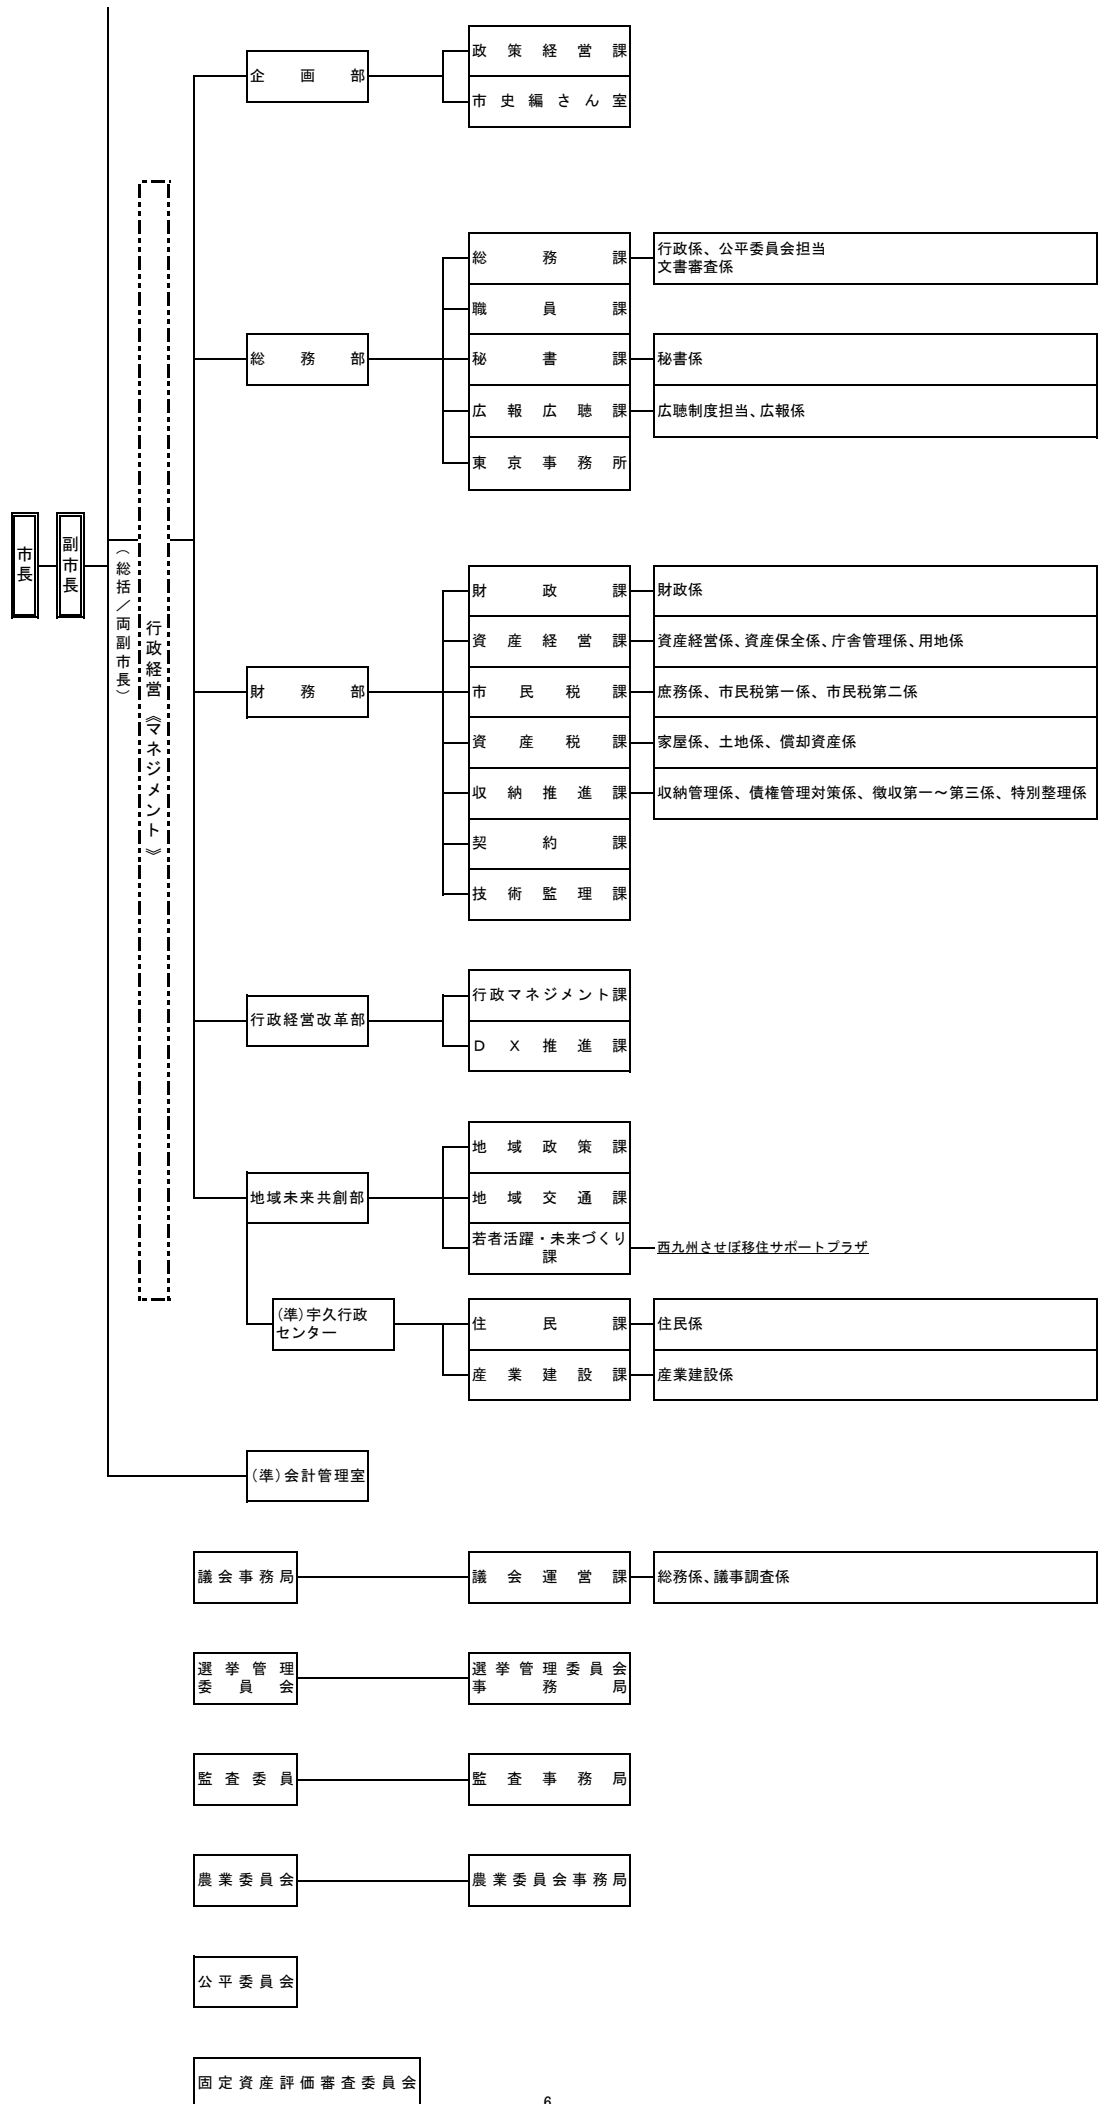 企画部
政策経営課
市史編さん室
総務部
総務課
行政係、公平委員会担当
文書審査係
職員課
秘書課
秘書係
広報広聴課
広聴制度担当、広報係
東京事務所
市長
副市長
（総括／両副市長）
行政経営《マネジメント》
財務部
財政課
財政係
資産経営課
資産経営係、資産保全係、庁舎管理係、用地係
市民税課
庶務係、市民税第一係、市民税第二係
資産税課
家屋係、土地係、償却資産係
収納推進課
収納管理係、債権管理対策係、徴収第一～第三係、特別整理係
契約課
技術監理課
行政経営改革部
行政マネジメント課
ＤＸ推進課
地域未来共創部
地域政策課
地域交通課
若者活躍・未来づくり
課
西九州させぼ移住サポートプラザ
(準)宇久行政
センター
住民課
住民係
産業建設課
産業建設係
(準)会計管理室
議会事務局
議会運営課
総務係、議事調査係
選挙管理
委員会
選挙管理委員会
事務局
監査委員
監査事務局
農業委員会
農業委員会事務局
公平委員会
固定資産評価審査委員会
6